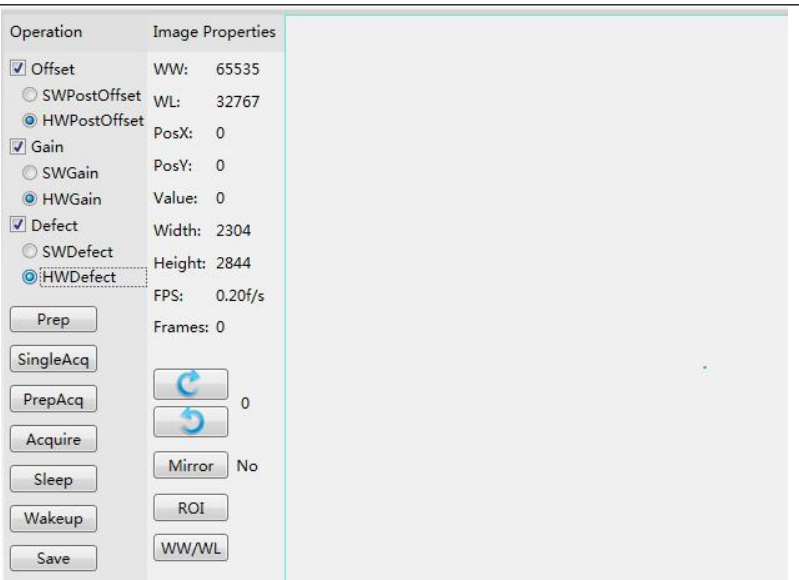 Operation
Offset
SWPostOffset
HWPostOffset
Gain
SWGain
HWGain
Defect
SWDefect
HWDefect
Prep
SingleAcq
PrepAcq
Acquire
Sleep
Wakeup
Save
Image Properties
WW: 65535
WL: 32767
PosX: 0
PosY: 0
Value: 0
Width: 2304
Height: 2844
FPS: 0.20f/s
Frames: 0
0
Mirror No
ROI
WW/WL